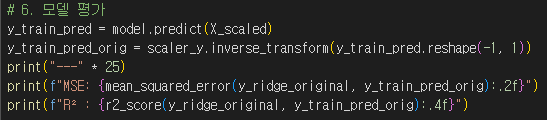 # 6. 모델 평가
y_train_pred = model.predict(X_scaled)
y_train_pred_orig = scaler_y.inverse_transform(y_train_pred.reshape(-1, 1))
print("---" * 25)
print(f"MSE: {mean_squared_error(y_ridge_original, y_train_pred_orig):.2f}")
print(f"R² : {r2_score(y_ridge_original, y_train_pred_orig):.4f}")